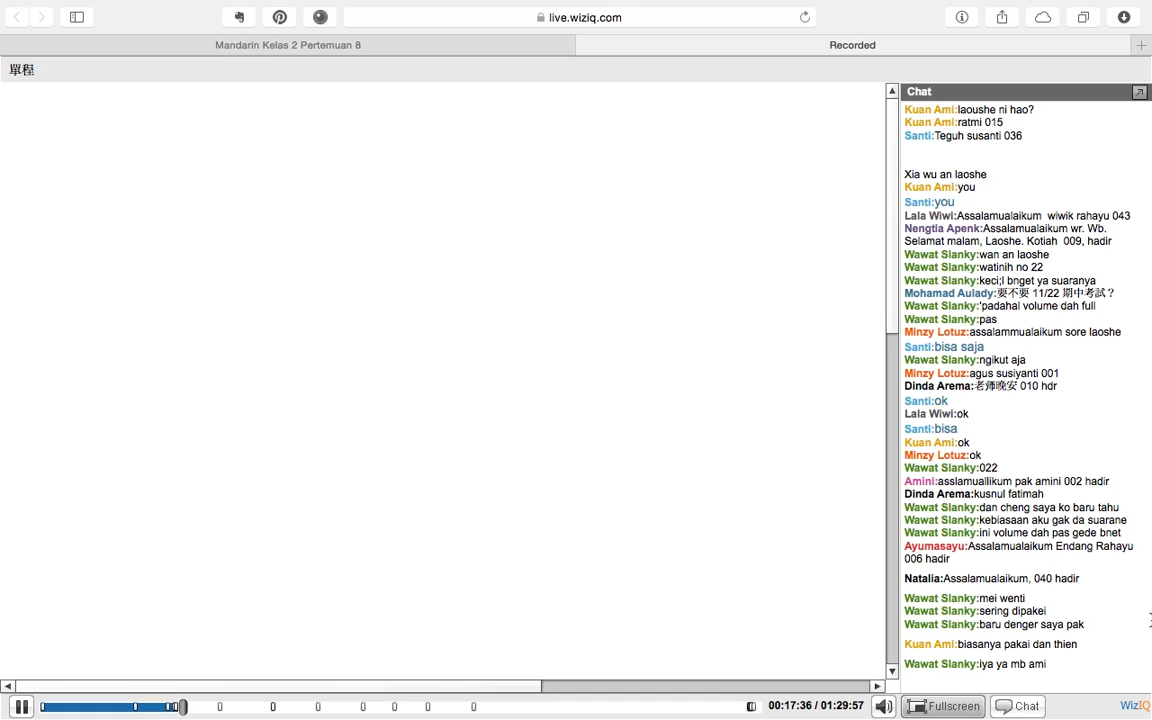 live.wiziq.com
Mandarin Kelas 2 Pertemuan 8
Recorded
單程
Chat
Kuan Ami:laoushe ni hao?
Kuan Ami:ratmi 015
Santi:Teguh susanti 036
Xia wu an laoshe
Kuan Ami:you
Santi:you
Lala Wiwi:Assalamualaikum wiwik rahayu 043
Nengtia Apenk:Assalamualaikum wr. Wb.
Selamat malam, Laoshe. Kotiah 009, hadir
Wawat Slanky:wan an laoshe
Wawat Slanky:watinih no 22
Wawat Slanky:keci;l bnget ya suaranya
Mohamad Aulady:要不要 11/22 期中考試？
Wawat Slanky:'padahal volume dah full
Wawat Slanky:pas
Minzy Lotuz:assalammualaikum sore laoshe
Santi:bisa saja
Wawat Slanky:ngikut aja
Minzy Lotuz:agus susiyanti 001
Dinda Arema:老师晚安 010 hdr
Santi:ok
Lala Wiwi:ok
Santi:bisa
Kuan Ami:ok
Minzy Lotuz:ok
Wawat Slanky:022
Amini:asslamuallikum pak amini 002 hadir
Dinda Arema:kusnul fatimah
Wawat Slanky:dan cheng saya ko baru tahu
Wawat Slanky:kebiasaan aku gak da suarane
Wawat Slanky:ini volume dah pas gede bnet
Ayumasayu:Assalamualaikum Endang Rahayu
006 hadir
Natalia:Assalamualaikum, 040 hadir
Wawat Slanky:mei wenti
Wawat Slanky:sering dipakei
Wawat Slanky:baru denger saya pak
Kuan Ami:biasanya pakai dan thien
Wawat Slanky:iya ya mb ami
00:17:36 / 01:29:57
Fullscreen
Chat
WizIQ